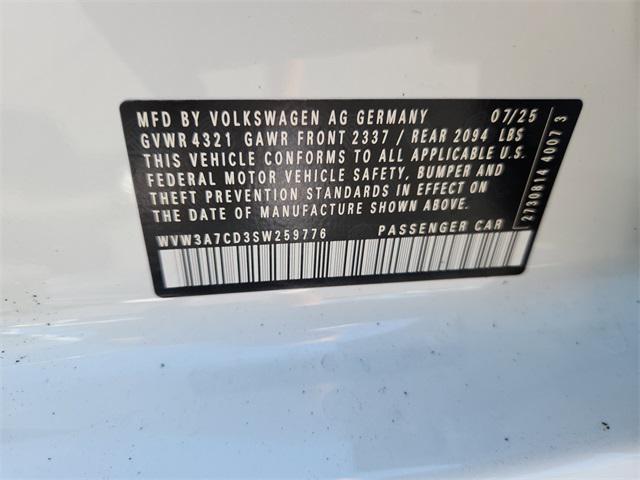 MFD BY VOLKSWAGEN AG GERMANY 07/25
GVWR 4321 GAWR FRONT 2337 / REAR 2094 LBS
THIS VEHICLE CONFORMS TO ALL APPLICABLE U.S.
FEDERAL MOTOR VEHICLE SAFETY, BUMPER AND
THEFT PREVENTION STANDARDS IN EFFECT ON
THE DATE OF MANUFACTURE SHOWN ABOVE.
WVW3A7CD3SW259776 PASSENGER CAR
2730814 4007 3